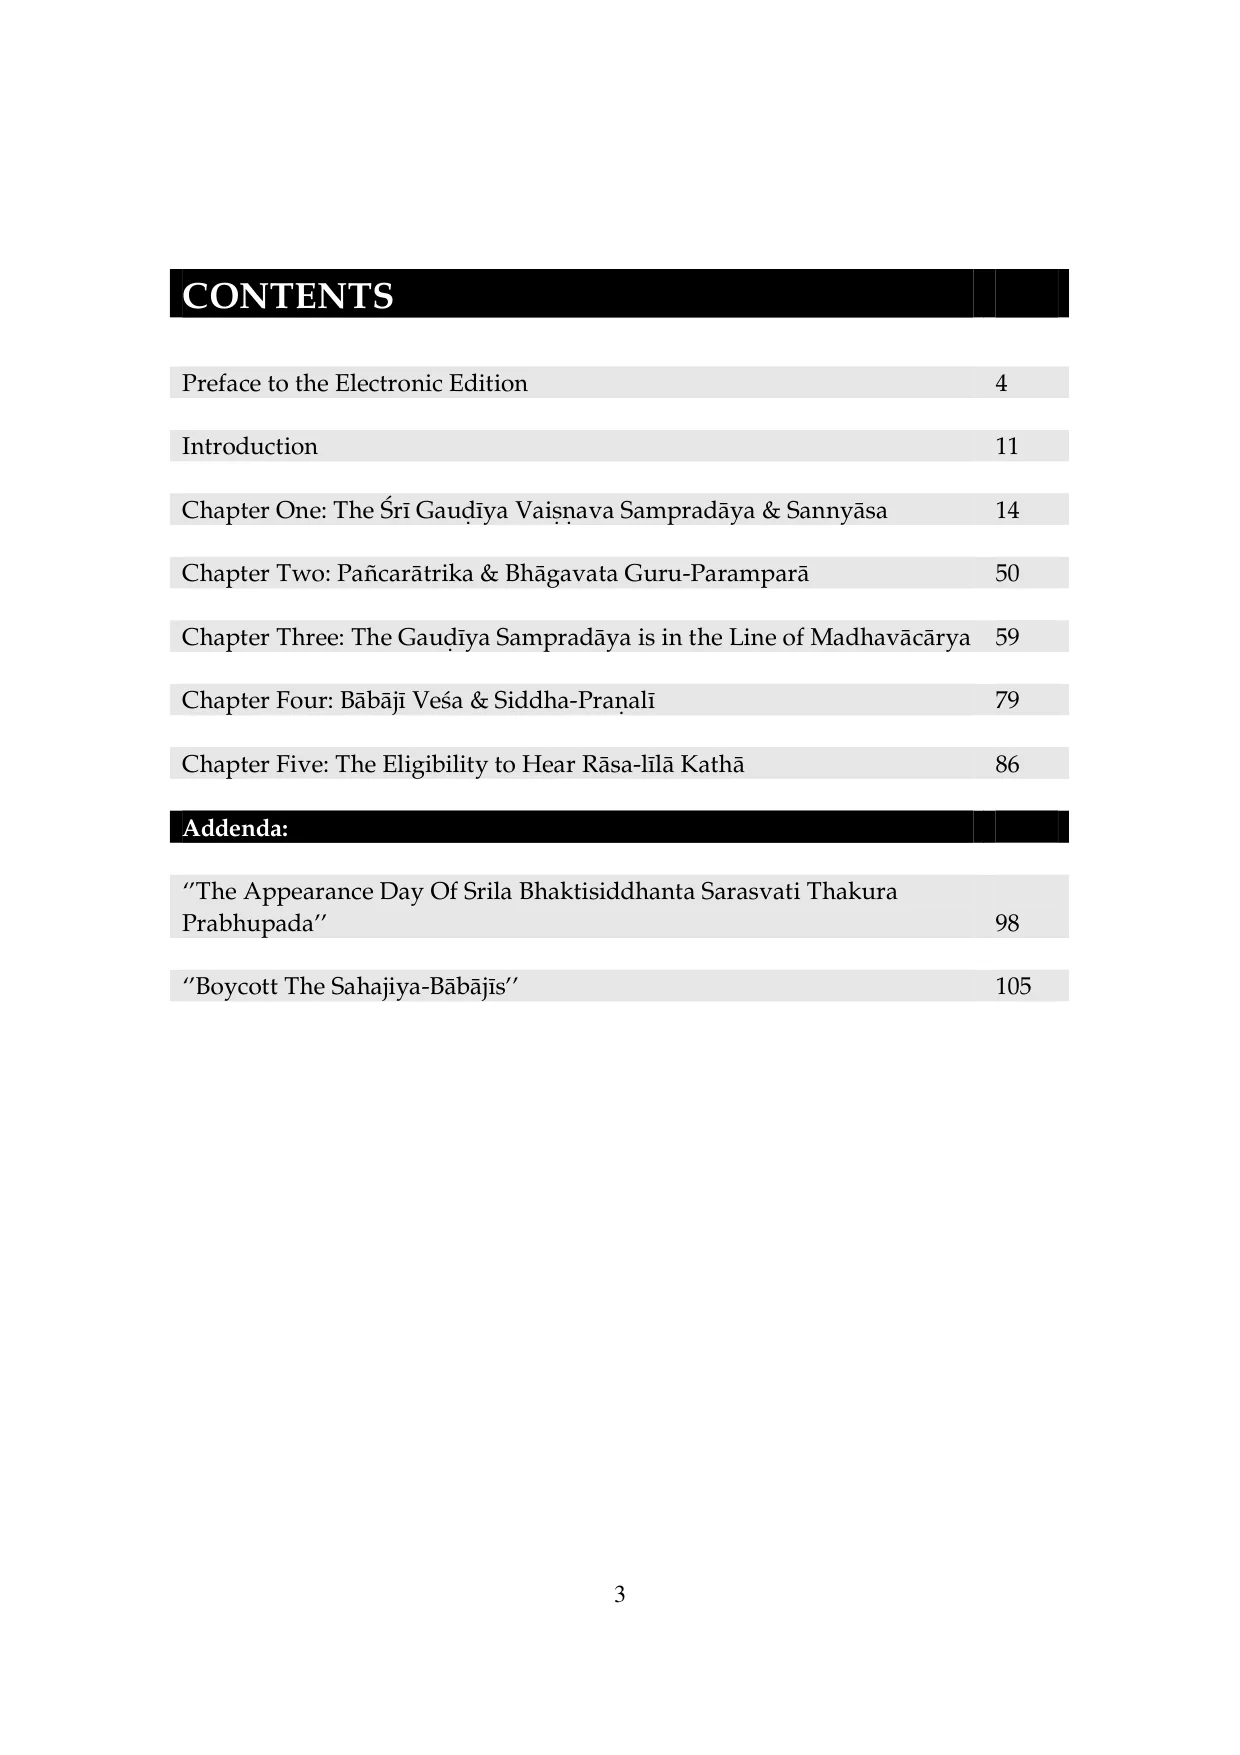 CONTENTS
Preface to the Electronic Edition 4
Introduction 11
Chapter One: The Śrī Gauḍīya Vaiṣṇava Sampradāya & Sannyāsa 14
Chapter Two: Pañcarātrika & Bhāgavata Guru-Paramparā 50
Chapter Three: The Gauḍīya Sampradāya is in the Line of Madhavācārya 59
Chapter Four: Bābājī Veśa & Siddha-Praṇalī 79
Chapter Five: The Eligibility to Hear Rāsa-līlā Kathā 86
Addenda:
‘’The Appearance Day Of Srila Bhaktisiddhanta Sarasvati Thakura
Prabhupada’’ 98
‘’Boycott The Sahajiya-Bābājīs’’ 105
3